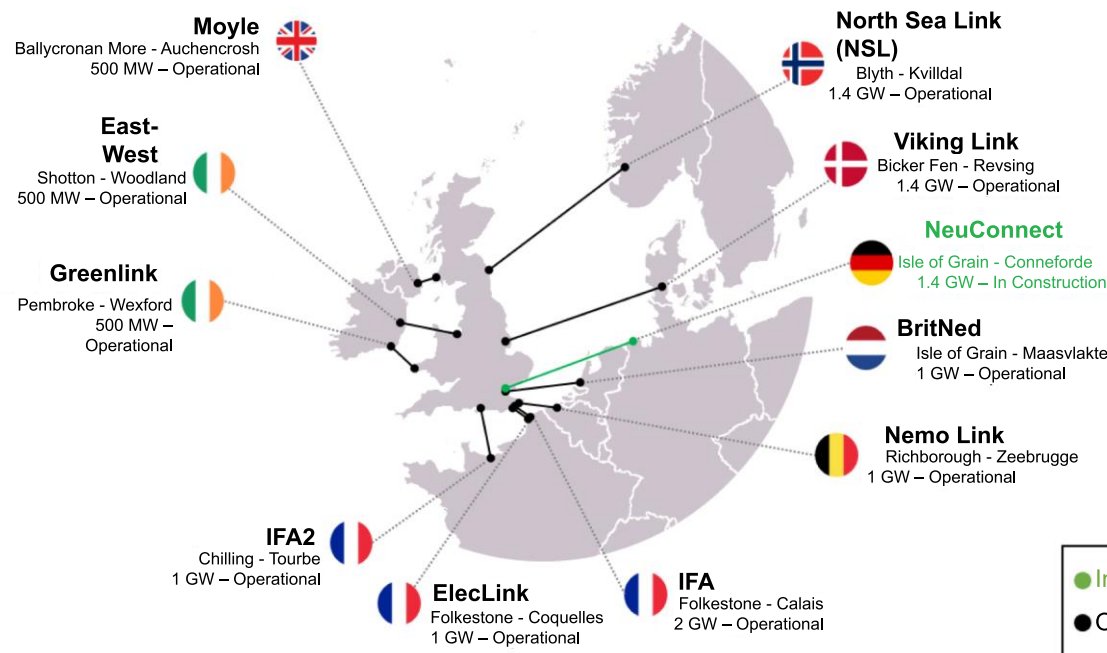 Moyle
Ballycronan More - Auchencrosh
500 MW – Operational
North Sea Link
(NSL)
Blyth - Kvilldal
1.4 GW – Operational
East-
West
Shotton - Woodland
500 MW – Operational
Viking Link
Bicker Fen - Revsing
1.4 GW – Operational
NeuConnect
Isle of Grain - Conneforde
1.4 GW – In Construction
Greenlink
Pembroke - Wexford
500 MW –
Operational
BritNed
Isle of Grain - Maasvlakte
1 GW – Operational
Nemo Link
Richborough - Zeebrugge
1 GW – Operational
IFA2
Chilling - Tourbe
1 GW – Operational
ElecLink
Folkestone - Coquelles
1 GW – Operational
IFA
Folkestone - Calais
2 GW – Operational